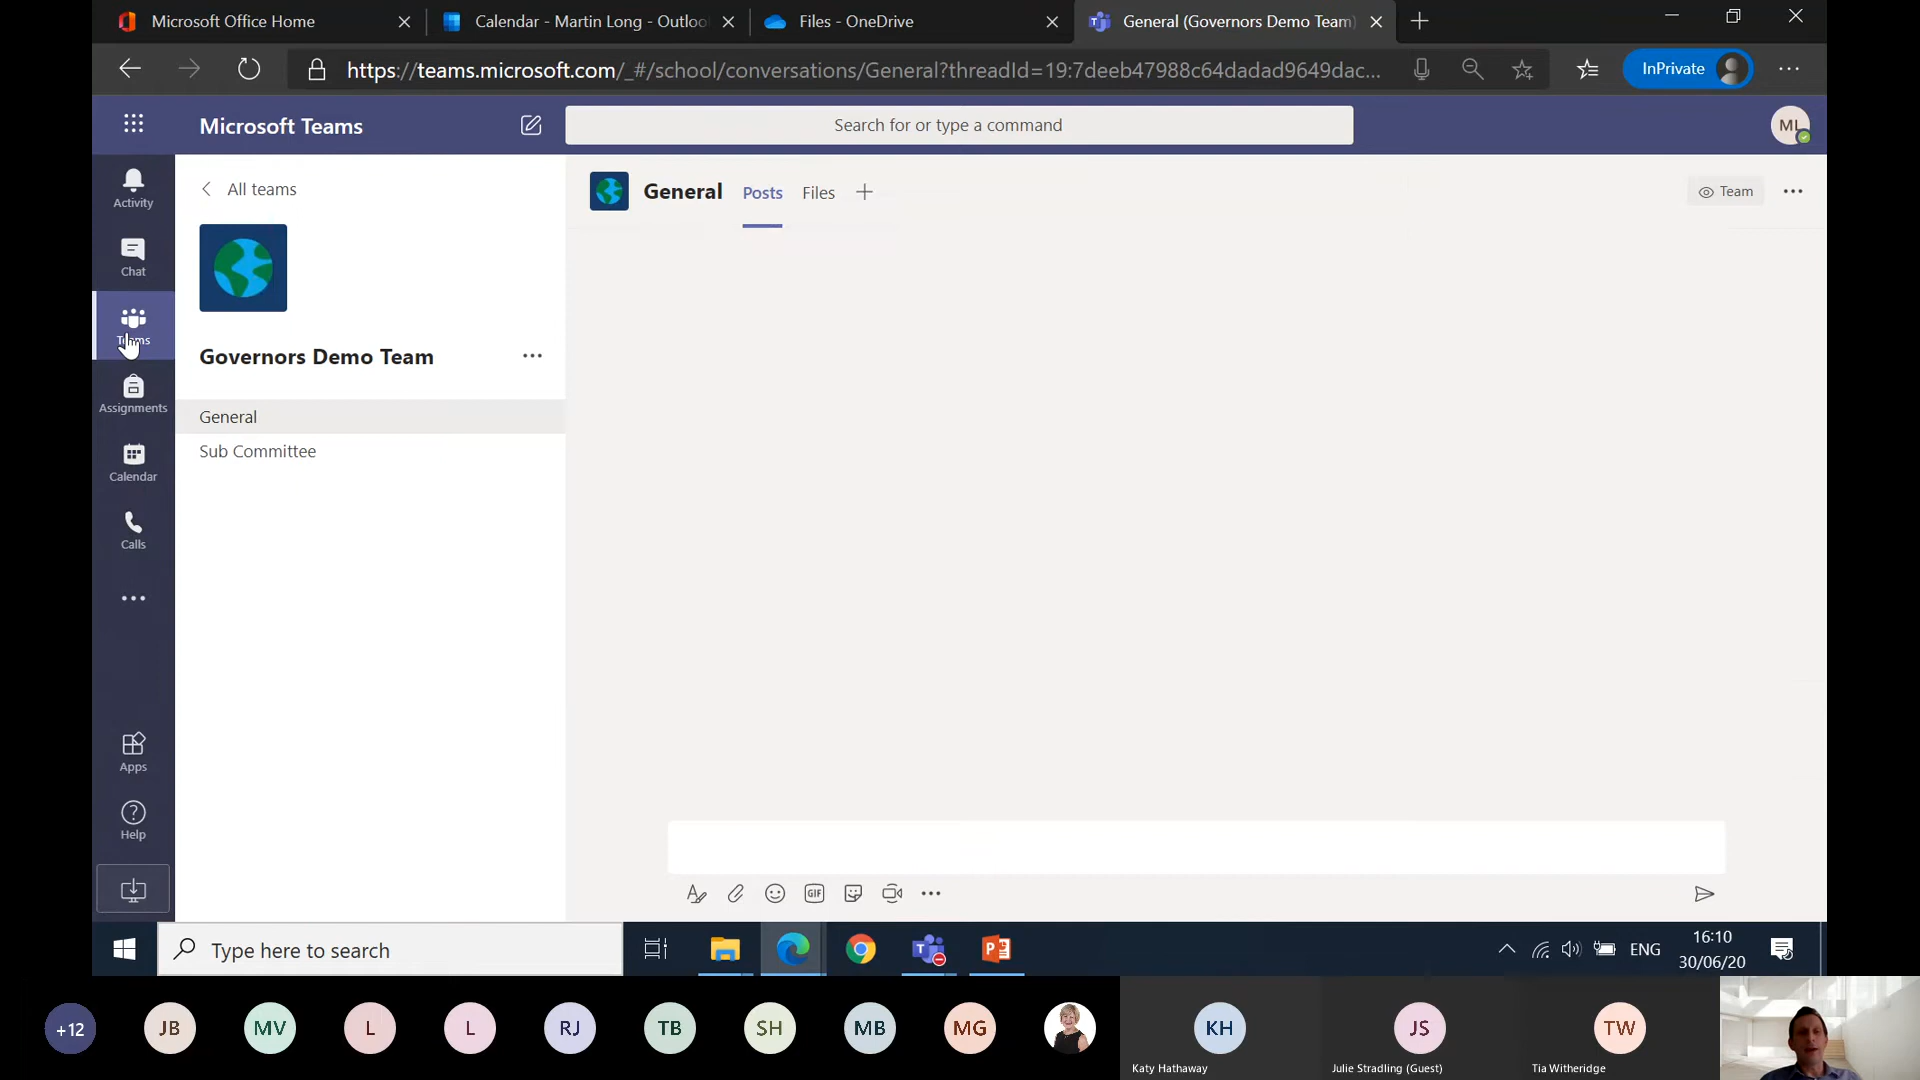 Microsoft Office Home
Calendar - Martin Long - Outloo
Files - OneDrive
General (Governors Demo Team)
https://teams.microsoft.com/_#/school/conversations/General?threadId=19:7deeb47988c64dadad9649dac...
InPrivate
Microsoft Teams
Search for or type a command
ML
Activity
Chat
Teams
Assignments
Calendar
Calls
Apps
Help
All teams
Governors Demo Team
General
Sub Committee
General
Posts
Files
Team
GIF
Type here to search
ENG
16:10
30/06/20
+12
JB
MV
L
L
RJ
TB
SH
MB
MG
KH
Katy Hathaway
JS
Julie Stradling (Guest)
TW
Tia Witheridge